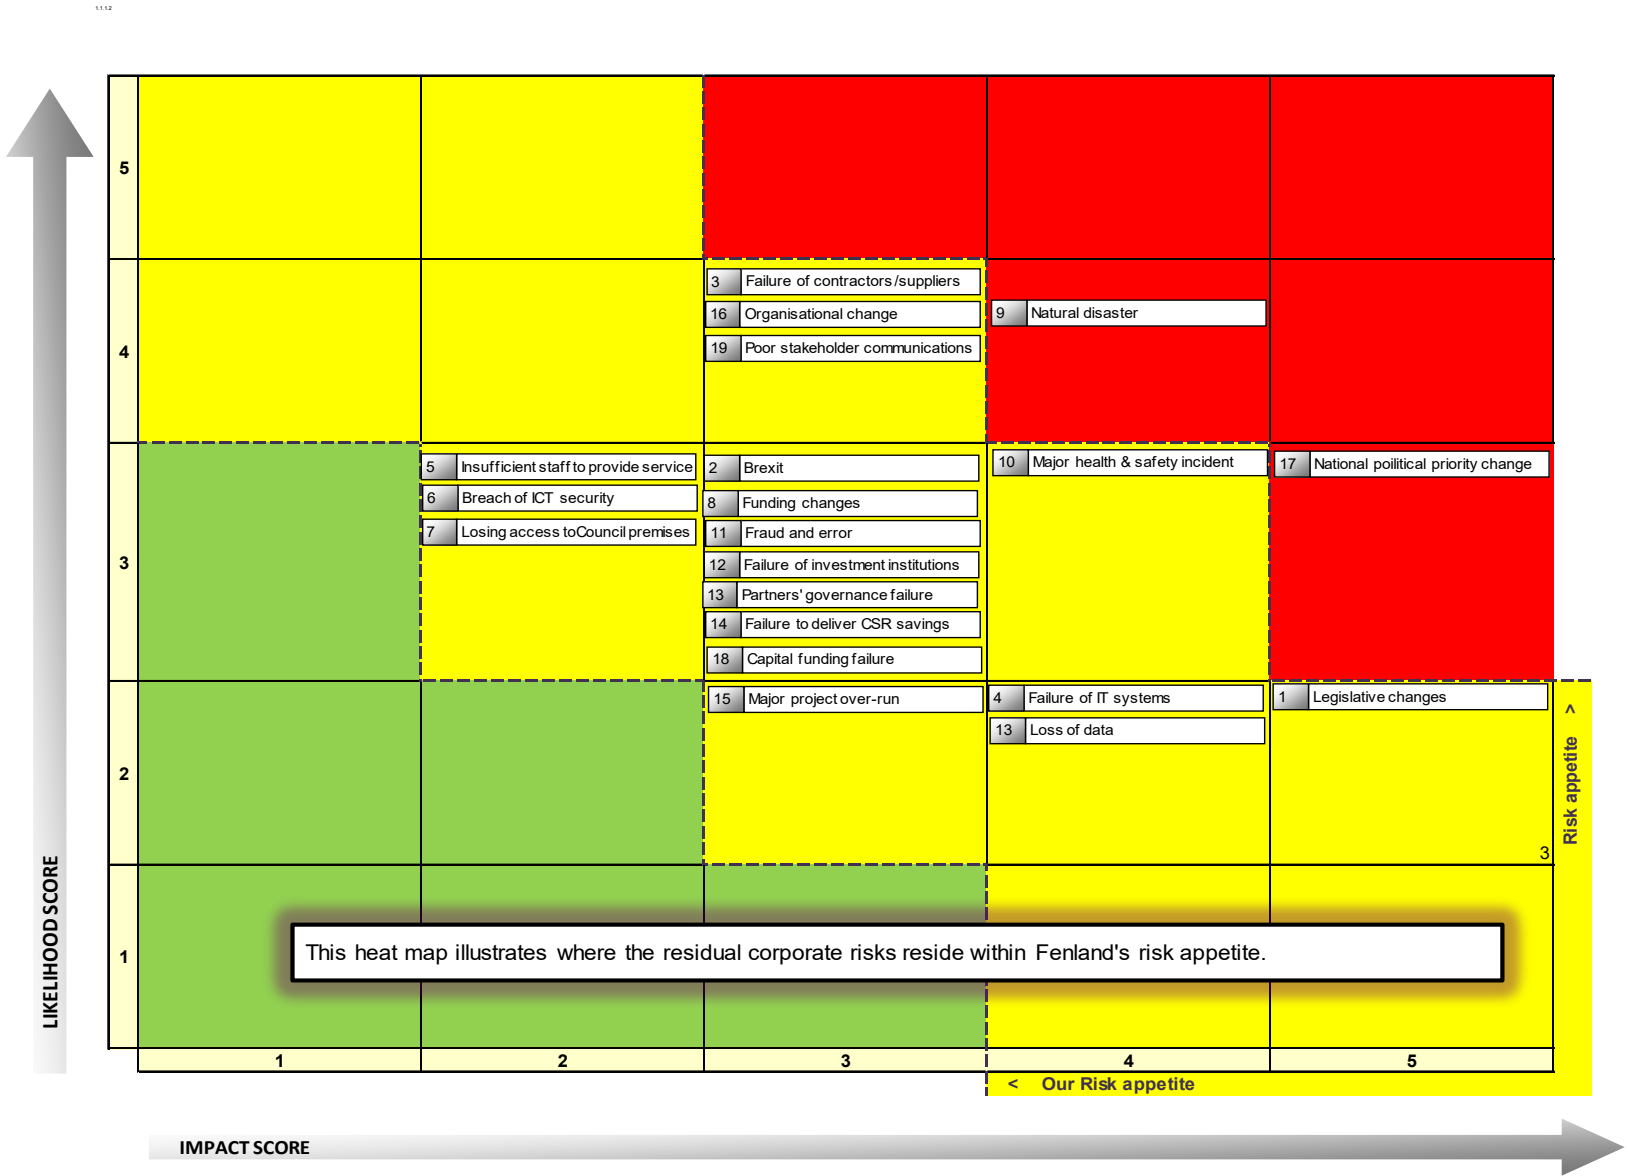 1.1.1.2
5
3 Failure of contractors/suppliers
16 Organisational change
9 Natural disaster
19 Poor stakeholder communications
4
5 Insufficient staff to provide service
2 Brexit
10 Major health & safety incident
17 National poilitical priority change
6 Breach of ICT security
8 Funding changes
7 Losing access toCouncil premises
11 Fraud and error
12 Failure of investment institutions
3
13 Partners' governance failure
14 Failure to deliver CSR savings
18 Capital funding failure
15 Major project over-run
4 Failure of IT systems
1 Legislative changes
13 Loss of data
2
3
Risk appetite >
1
This heat map illustrates where the residual corporate risks reside within Fenland's risk appetite.
LIKELIHOOD SCORE
1 2 3 4 5
< Our Risk appetite
IMPACT SCORE